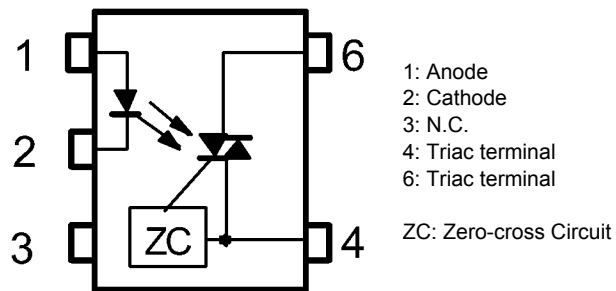 1
2
3
6
4
ZC
1: Anode
2: Cathode
3: N.C.
4: Triac terminal
6: Triac terminal
ZC: Zero-cross Circuit